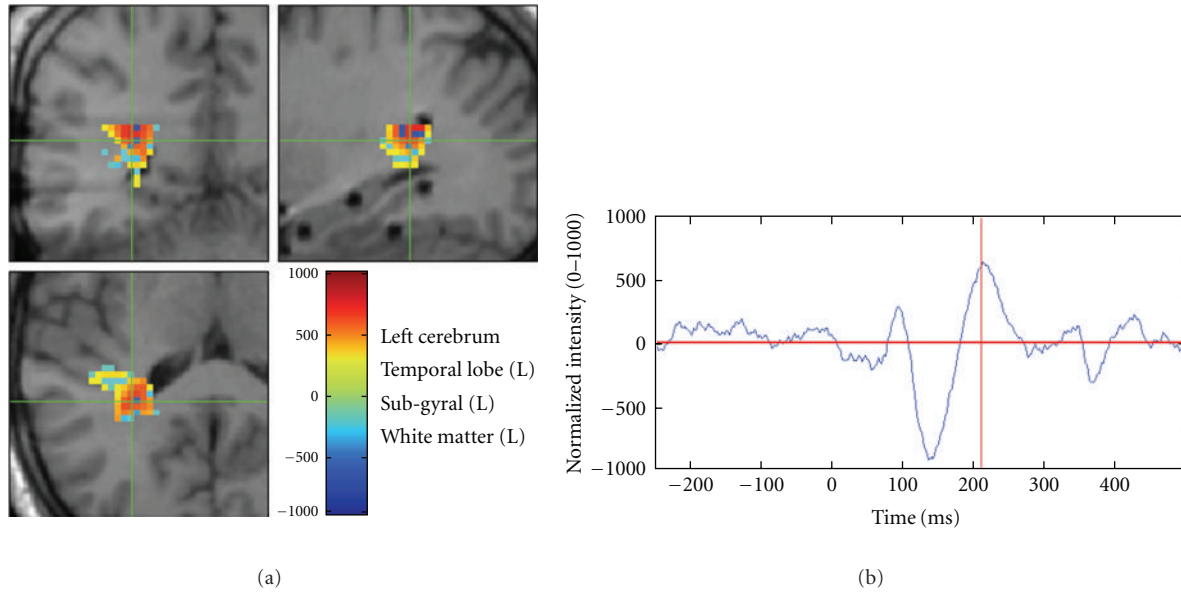 1000
500
0
−500
−1000
Left cerebrum
Temporal lobe (L)
Sub-gyral (L)
White matter (L)
(a)
Normalized intensity (0–1000)
1000
500
0
−500
−1000
−200 −100 0 100 200 300 400
Time (ms)
(b)